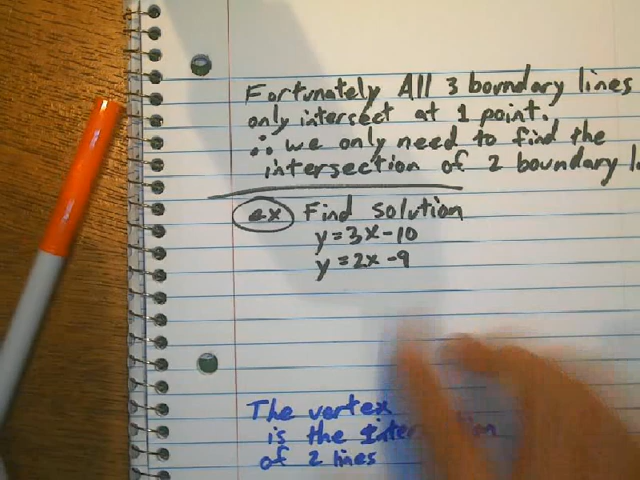 Fortunately All 3 boundary lines
only intersect at 1 point.
∴ we only need to find the
intersection of 2 boundary
ex Find solution
y=3x-10
y=2x-9
The vertex
is the
of 2 lines